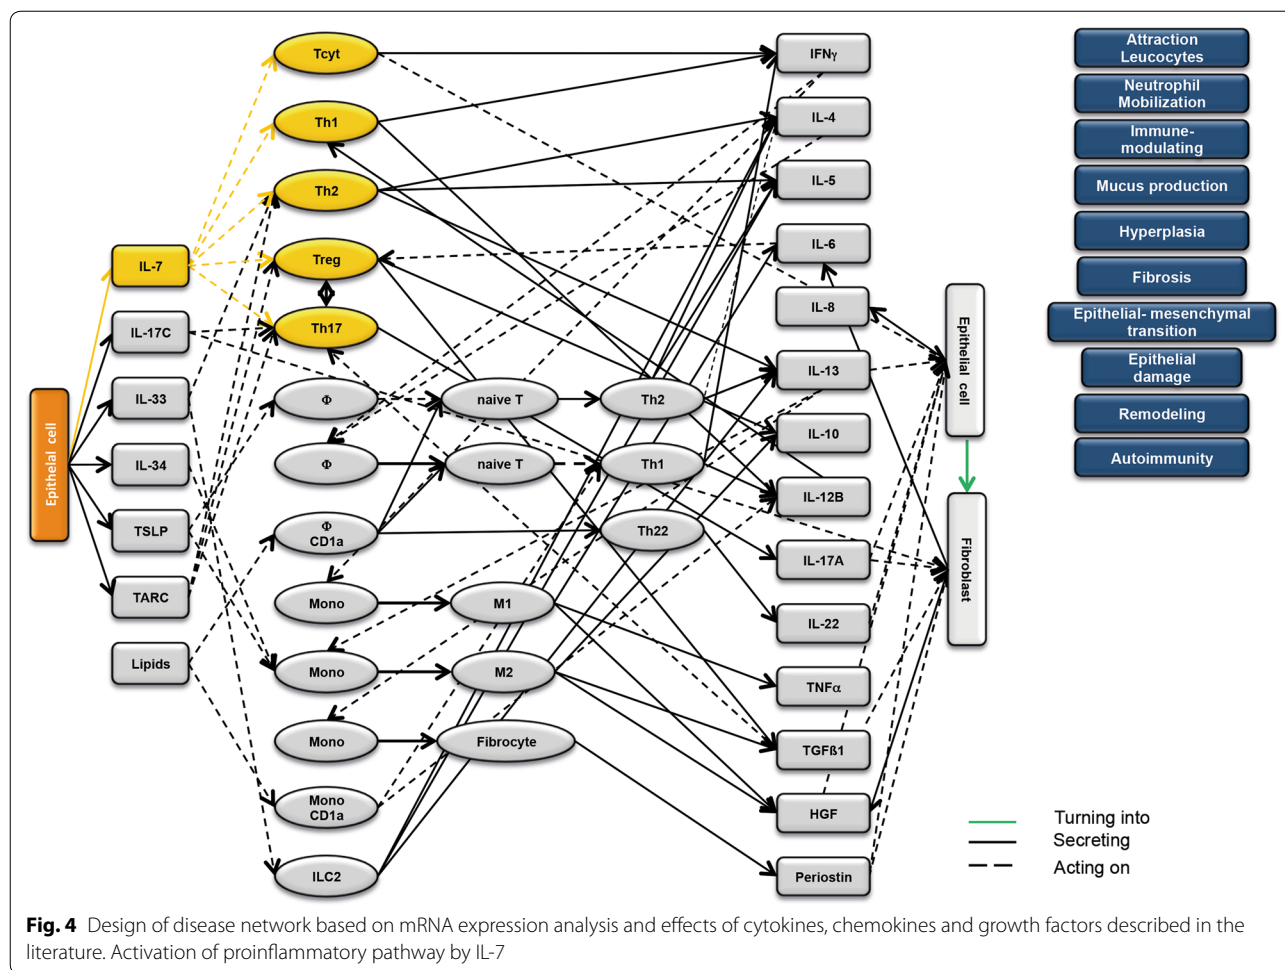 Epithelal cell
IL-7
IL-17C
IL-33
IL-34
TSLP
TARC
Lipids
Tcyt
Th1
Th2
Treg
Th17
Φ
Φ
Φ
CD1a
Mono
Mono
Mono
Mono
CD1a
ILC2
naive T
naive T
M1
M2
Fibrocyte
Th2
Th1
Th22
IFNγ
IL-4
IL-5
IL-6
IL-8
IL-13
IL-10
IL-12B
IL-17A
IL-22
TNFα
TGFß1
HGF
Periostin
Epithelial cell
Fibroblast
Attraction
Leucocytes
Neutrophil
Mobilization
Immune-
modulating
Mucus production
Hyperplasia
Fibrosis
Epithelial- mesenchymal
transition
Epithelial
damage
Remodeling
Autoimmunity
Turning into
Secreting
Acting on
Fig. 4 Design of disease network based on mRNA expression analysis and effects of cytokines, chemokines and growth factors described in the
literature. Activation of proinflammatory pathway by IL-7